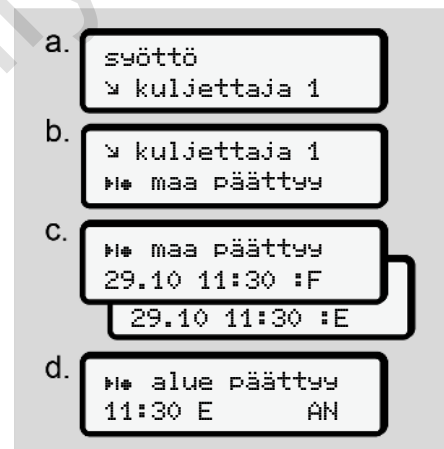 a.
syöttö
↘ kuljettaja 1
b.
↘ kuljettaja 1
maa päättyy
c.
maa päättyy
29.10 11:30 :F
29.10 11:30 :E
d.
alue päättyy
11:30 E AN